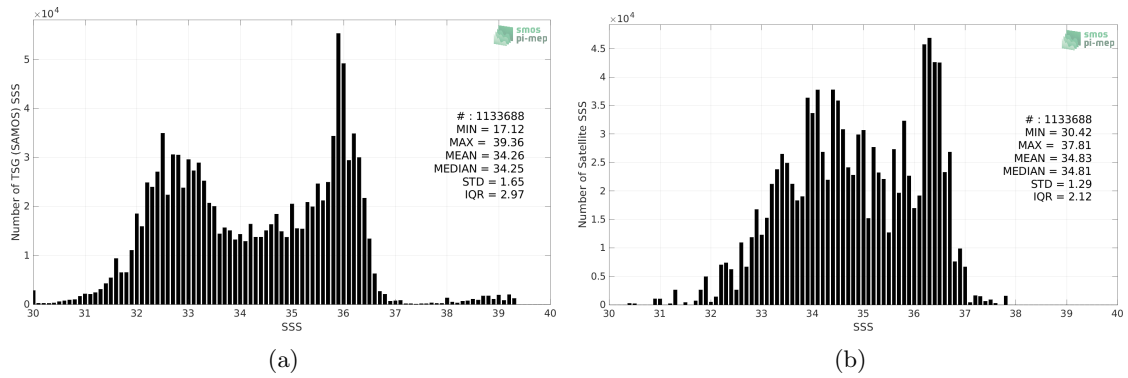 ×10⁴
5
4
3
2
1
0
Number of TSG (SAMOS) SSS
smos
pi-mep
# : 1133688
MIN = 17.12
MAX = 39.36
MEAN = 34.26
MEDIAN = 34.25
STD = 1.65
IQR = 2.97
30 31 32 33 34 35 36 37 38 39 40
SSS
(a)
×10⁴
4.5
4
3.5
3
2.5
2
1.5
1
0.5
0
Number of Satellite SSS
smos
pi-mep
# : 1133688
MIN = 30.42
MAX = 37.81
MEAN = 34.83
MEDIAN = 34.81
STD = 1.29
IQR = 2.12
30 31 32 33 34 35 36 37 38 39 40
SSS
(b)